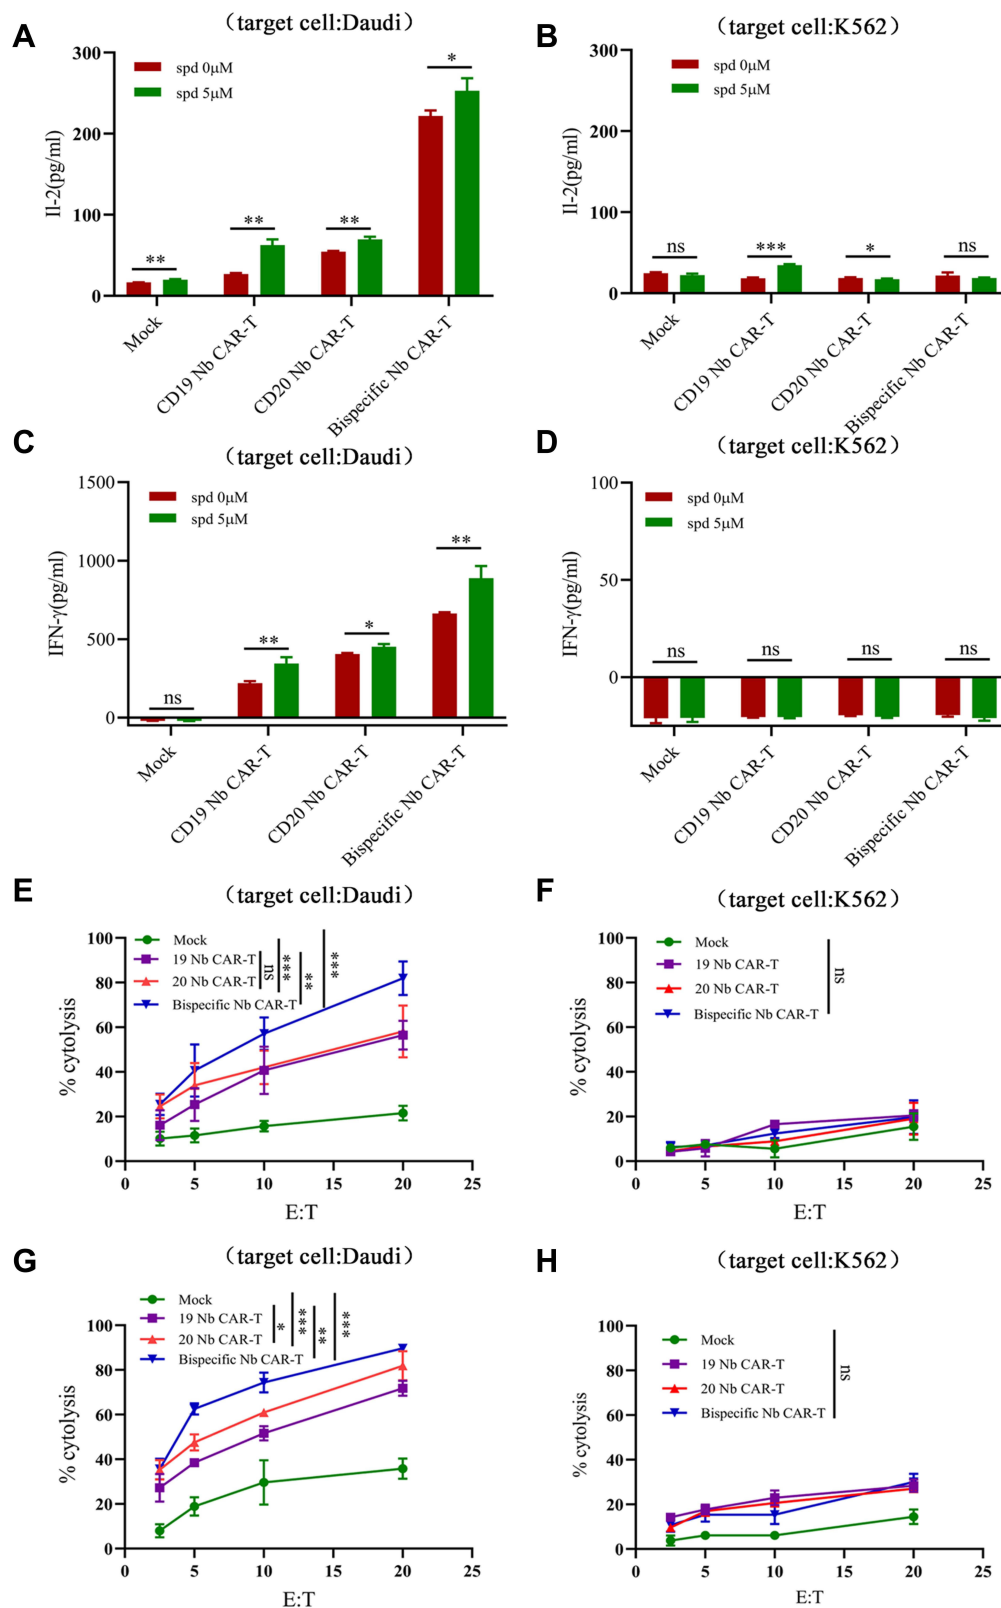 A
（target cell:Daudi）
300
200
100
0
Il-2(pg/ml)
spd 0μM
spd 5μM
**
**
**
*
Mock
CD19 Nb CAR-T
CD20 Nb CAR-T
Bispecific Nb CAR-T
B
（target cell:K562）
300
200
100
0
Il-2(pg/ml)
spd 0μM
spd 5μM
ns
***
*
ns
Mock
CD19 Nb CAR-T
CD20 Nb CAR-T
Bispecific Nb CAR-T
C
（target cell:Daudi）
1500
1000
500
0
IFN-γ(pg/ml)
spd 0μM
spd 5μM
ns
**
*
**
Mock
CD19 Nb CAR-T
CD20 Nb CAR-T
Bispecific Nb CAR-T
D
（target cell:K562）
100
50
0
IFN-γ(pg/ml)
spd 0μM
spd 5μM
ns
ns
ns
ns
Mock
CD19 Nb CAR-T
CD20 Nb CAR-T
Bispecific Nb CAR-T
E
（target cell:Daudi）
100
80
60
40
20
0
% cytolysis
Mock
19 Nb CAR-T
20 Nb CAR-T
Bispecific Nb CAR-T
ns
***
**
***
0 5 10 15 20 25
E:T
F
（target cell:K562）
100
80
60
40
20
0
% cytolysis
Mock
19 Nb CAR-T
20 Nb CAR-T
Bispecific Nb CAR-T
ns
0 5 10 15 20 25
E:T
G
（target cell:Daudi）
100
80
60
40
20
0
% cytolysis
Mock
19 Nb CAR-T
20 Nb CAR-T
Bispecific Nb CAR-T
*
***
**
***
0 5 10 15 20 25
E:T
H
（target cell:K562）
100
80
60
40
20
0
% cytolysis
Mock
19 Nb CAR-T
20 Nb CAR-T
Bispecific Nb CAR-T
ns
0 5 10 15 20 25
E:T